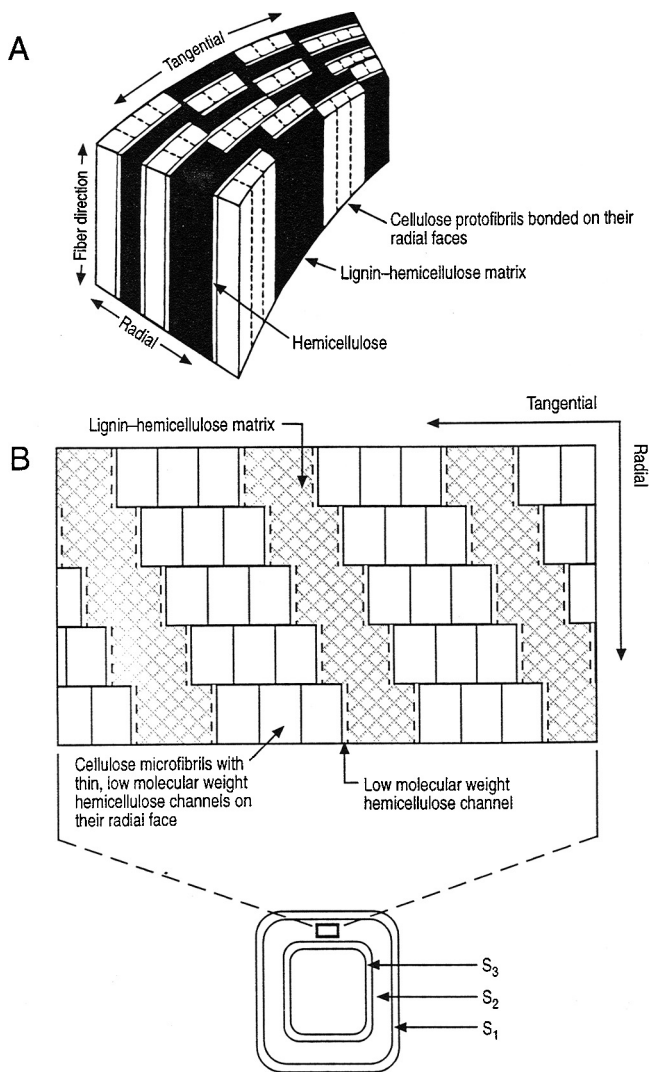 A
Tangential
Fiber direction
Radial
Cellulose protofibrils bonded on their
radial faces
Lignin–hemicellulose matrix
Hemicellulose
B
Lignin–hemicellulose matrix
Tangential
Radial
Cellulose microfibrils with
thin, low molecular weight
hemicellulose channels on
their radial face
Low molecular weight
hemicellulose channel
S3
S2
S1